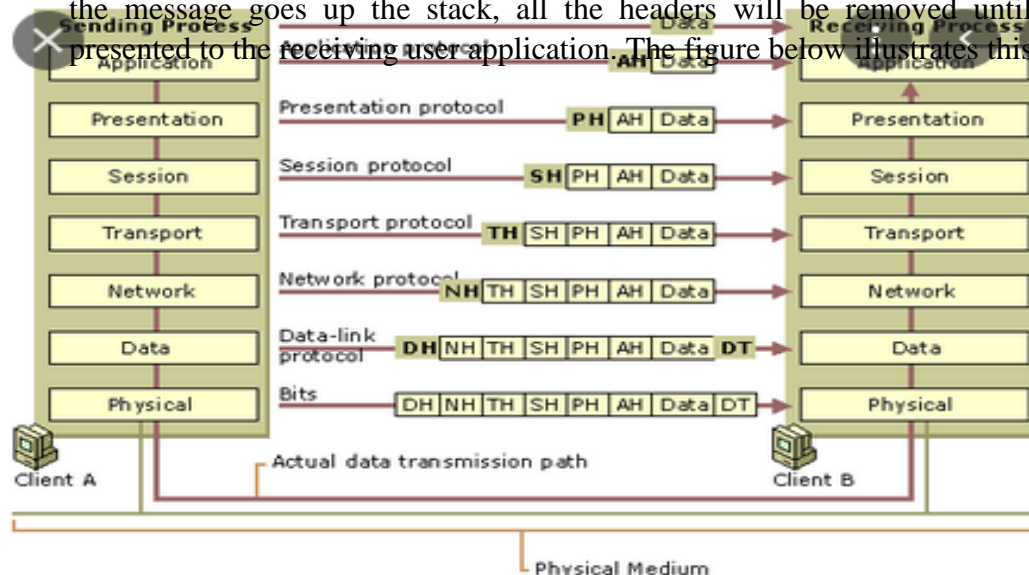 the message goes up the stack, all the headers will be removed until
Sending Process Data Receiving Process
presented to the receiving user application. The figure below illustrates this
Application Application protocol AH Data Application
Presentation Presentation protocol PH AH Data Presentation
Session Session protocol SH PH AH Data Session
Transport Transport protocol TH SH PH AH Data Transport
Network Network protocol NH TH SH PH AH Data Network
Data Data-link protocol DH NH TH SH PH AH Data DT Data
Physical Bits DH NH TH SH PH AH Data DT Physical
Client A Actual data transmission path Client B
Physical Medium